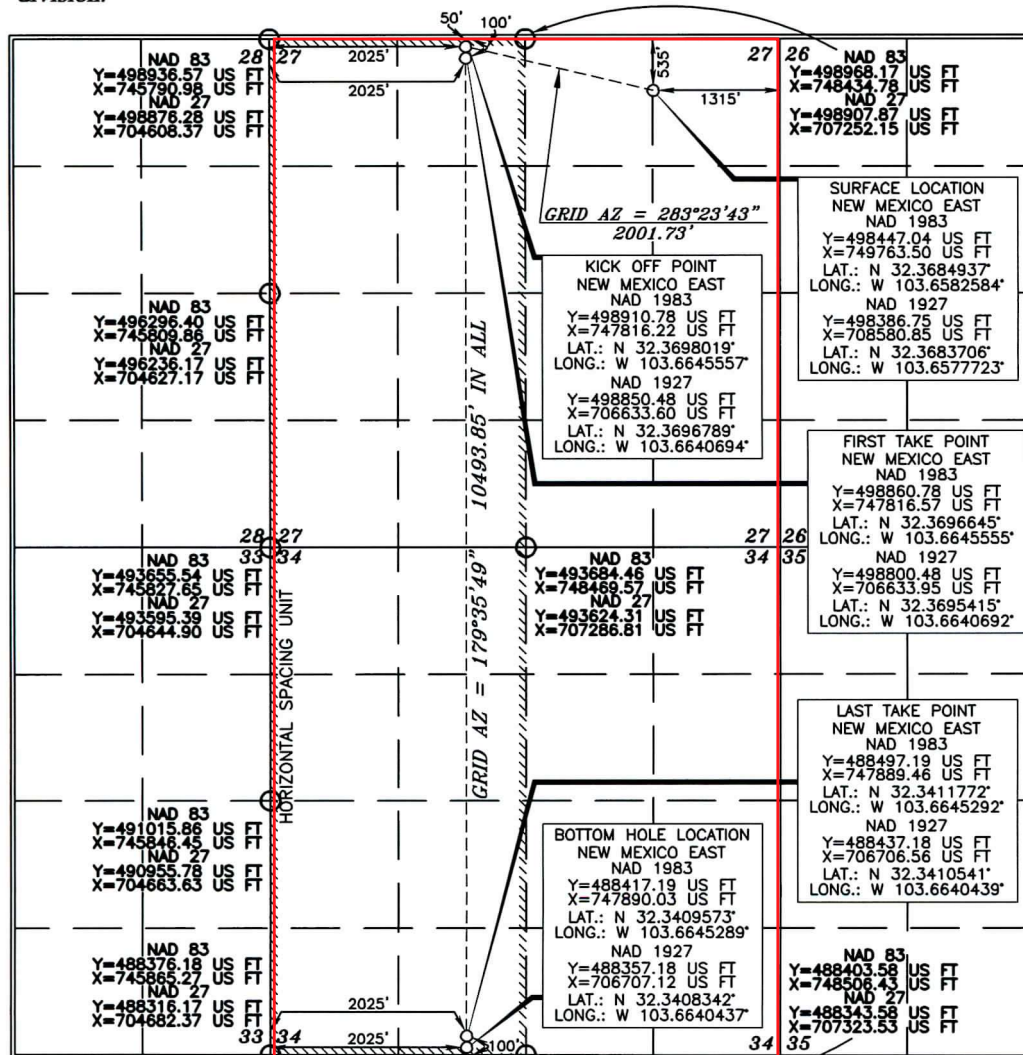 division.
50'
100'
28
27
27
26
2025'
2025'
535'
1315'
NAD 83
Y=498936.57 US FT
X=745790.98 US FT
NAD 27
Y=498876.28 US FT
X=704608.37 US FT
NAD 83
Y=498968.17 US FT
X=748434.78 US FT
NAD 27
Y=498907.87 US FT
X=707252.15 US FT
GRID AZ = 283°23'43"
2001.73'
SURFACE LOCATION
NEW MEXICO EAST
NAD 1983
Y=498447.04 US FT
X=749763.50 US FT
LAT.: N 32.3684937°
LONG.: W 103.6582584°
NAD 1927
Y=498386.75 US FT
X=708580.85 US FT
LAT.: N 32.3683706°
LONG.: W 103.6577723°
KICK OFF POINT
NEW MEXICO EAST
NAD 1983
Y=498910.78 US FT
X=747816.22 US FT
LAT.: N 32.3698019°
LONG.: W 103.6645557°
NAD 1927
Y=498850.48 US FT
X=706633.60 US FT
LAT.: N 32.3696789°
LONG.: W 103.6640694°
NAD 83
Y=496296.40 US FT
X=745809.86 US FT
NAD 27
Y=496236.17 US FT
X=704627.17 US FT
10493.85' IN ALL
GRID AZ = 179°35'49"
FIRST TAKE POINT
NEW MEXICO EAST
NAD 1983
Y=498860.78 US FT
X=747816.57 US FT
LAT.: N 32.3696645°
LONG.: W 103.6645555°
NAD 1927
Y=498800.48 US FT
X=706633.95 US FT
LAT.: N 32.3695415°
LONG.: W 103.6640692°
28
27
33
34
27
26
34
35
NAD 83
Y=493655.54 US FT
X=745827.65 US FT
NAD 27
Y=493595.39 US FT
X=704644.90 US FT
NAD 83
Y=493684.46 US FT
X=748469.57 US FT
NAD 27
Y=493624.31 US FT
X=707286.81 US FT
HORIZONTAL SPACING UNIT
LAST TAKE POINT
NEW MEXICO EAST
NAD 1983
Y=488497.19 US FT
X=747889.46 US FT
LAT.: N 32.3411772°
LONG.: W 103.6645292°
NAD 1927
Y=488437.18 US FT
X=706706.56 US FT
LAT.: N 32.3410541°
LONG.: W 103.6640439°
NAD 83
Y=491015.86 US FT
X=745846.45 US FT
NAD 27
Y=490955.78 US FT
X=704663.63 US FT
BOTTOM HOLE LOCATION
NEW MEXICO EAST
NAD 1983
Y=488417.19 US FT
X=747890.03 US FT
LAT.: N 32.3409573°
LONG.: W 103.6645289°
NAD 1927
Y=488357.18 US FT
X=706707.12 US FT
LAT.: N 32.3408342°
LONG.: W 103.6640437°
NAD 83
Y=488376.18 US FT
X=745865.27 US FT
NAD 27
Y=488316.17 US FT
X=704682.37 US FT
NAD 83
Y=488403.58 US FT
X=748506.43 US FT
NAD 27
Y=488343.58 US FT
X=707323.53 US FT
2025'
2025'
100'
33
34
34
35